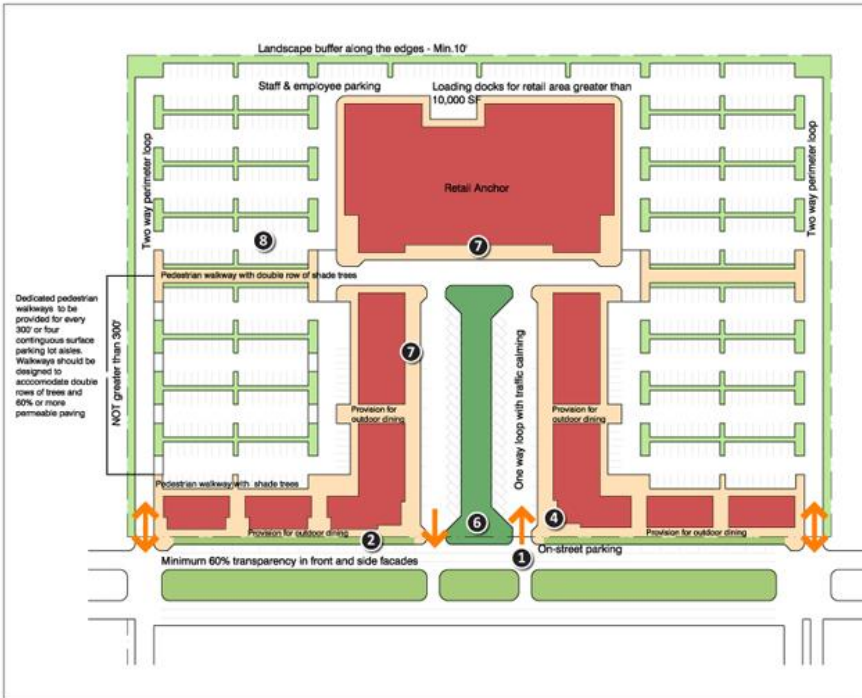 Landscape buffer along the edges - Min.10'
Staff & employee parking
Loading docks for retail area greater than
10,000 SF
Two way perimeter loop
Two way perimeter loop
Retail Anchor
8
7
Pedestrian walkway with double row of shade trees
Dedicated pedestrian
walkways to be
provided for every
300' or four
continguous surface
parking lot aisles.
Walkways should be
designed to
acccomodate double
rows of trees and
60% or more
permeable paving
NOT greater than 300'
7
One way loop with traffic calming
Provision for
outdoor dining
Provision for
outdoor dining
Pedestrian walkway with shade trees
6
4
Provision for outdoor dining
2
Provision for outdoor dining
1
On-street parking
Minimum 60% transparency in front and side facades